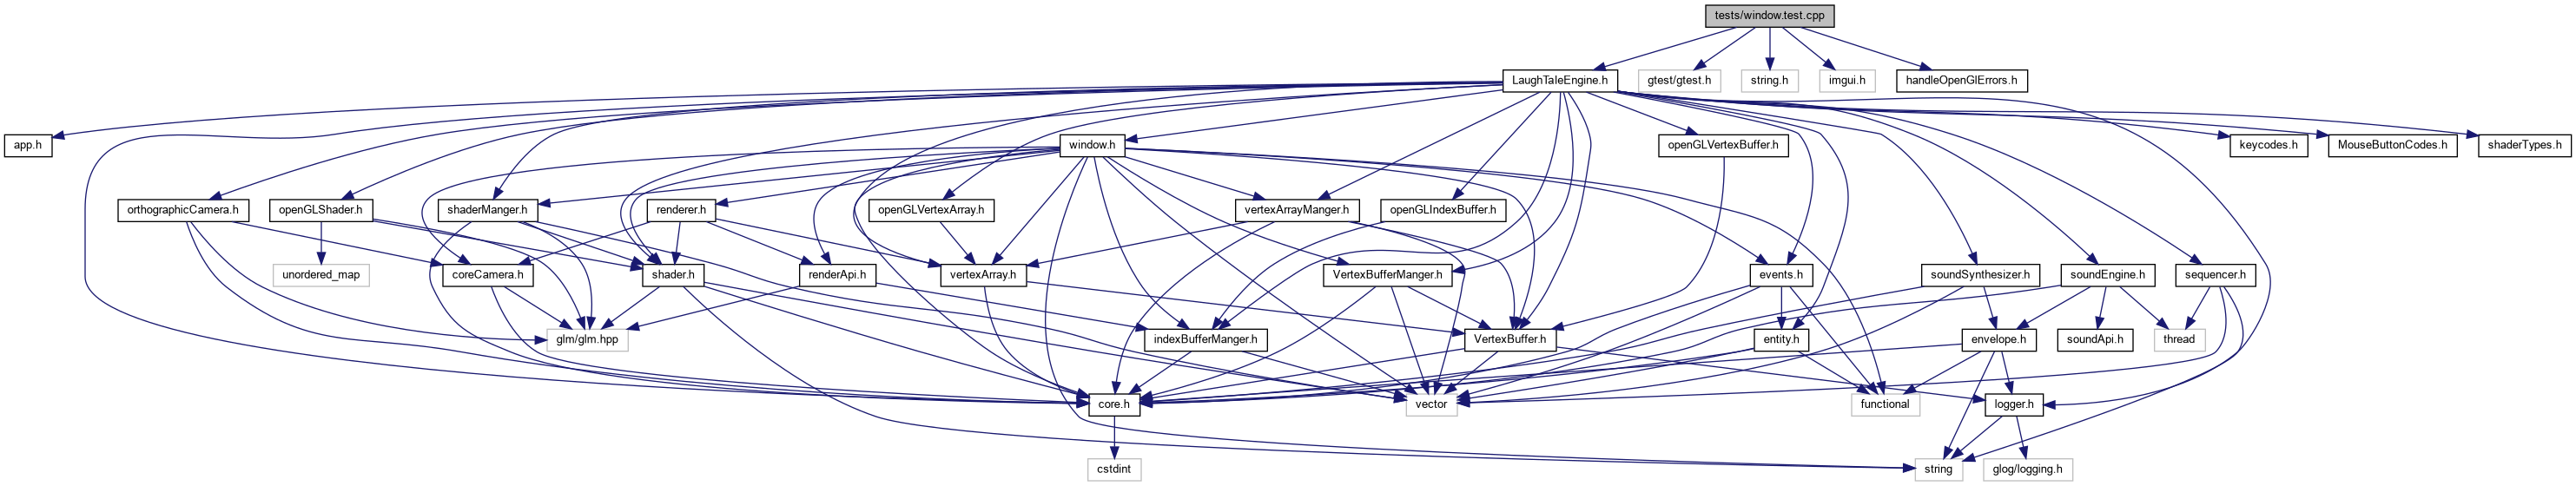 tests/window.test.cpp
LaughTaleEngine.h
gtest/gtest.h
string.h
imgui.h
handleOpenGlErrors.h
app.h
window.h
openGLVertexBuffer.h
keycodes.h
MouseButtonCodes.h
shaderTypes.h
orthographicCamera.h
openGLShader.h
shaderManger.h
renderer.h
openGLVertexArray.h
vertexArrayManger.h
openGLIndexBuffer.h
unordered_map
coreCamera.h
shader.h
renderApi.h
vertexArray.h
VertexBufferManger.h
events.h
soundSynthesizer.h
soundEngine.h
sequencer.h
glm/glm.hpp
indexBufferManger.h
VertexBuffer.h
entity.h
envelope.h
soundApi.h
thread
core.h
vector
functional
logger.h
cstdint
string
glog/logging.h